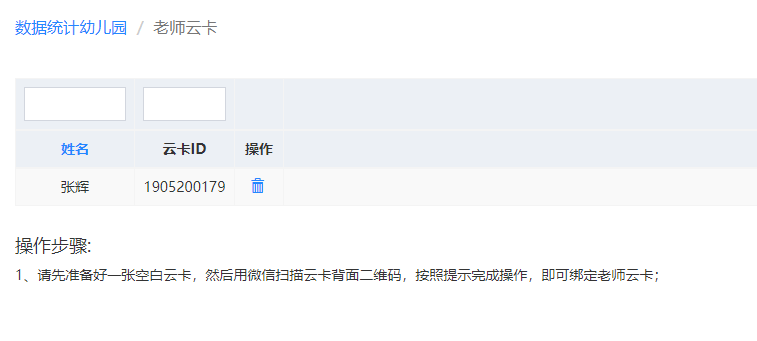 数据统计幼儿园 / 老师云卡
姓名 云卡ID 操作
张辉 1905200179
操作步骤:
1、请先准备好一张空白云卡，然后用微信扫描云卡背面二维码，按照提示完成操作，即可绑定老师云卡；